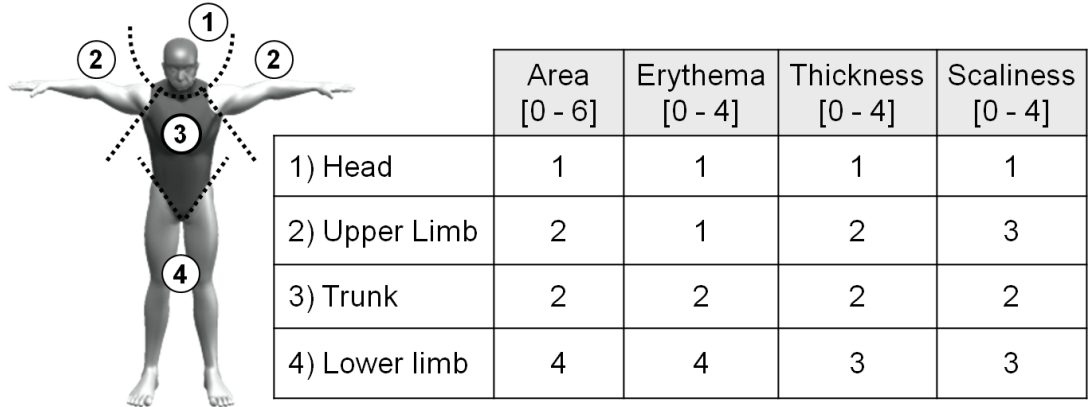 1
2
2
3
4
Area Erythema Thickness Scaliness
[0 - 6] [0 - 4] [0 - 4] [0 - 4]
1) Head 1 1 1 1
2) Upper Limb 2 1 2 3
3) Trunk 2 2 2 2
4) Lower limb 4 4 3 3